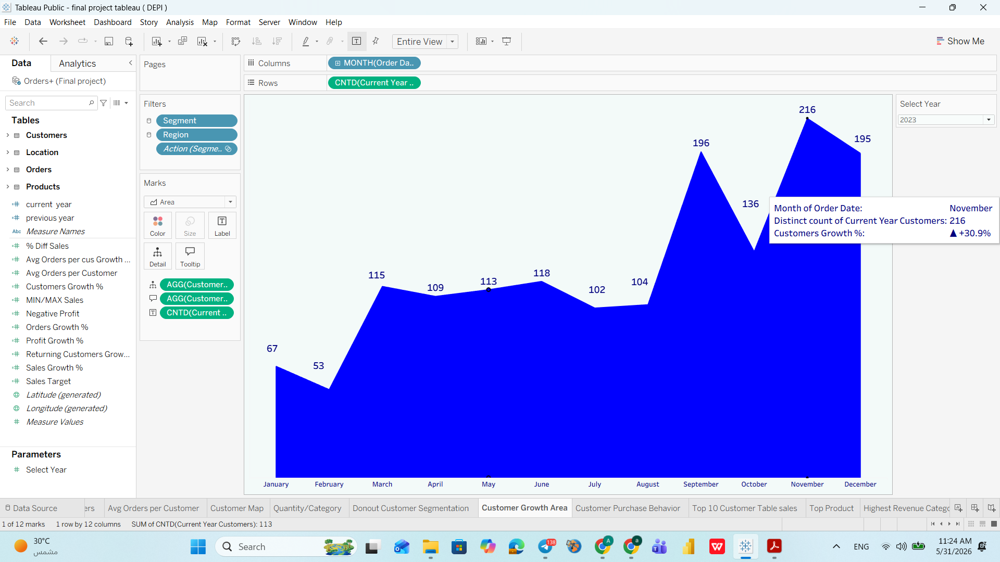 Tableau Public - final project tableau ( DEPI )
File Data Worksheet Dashboard Story Analysis Map Format Server Window Help
Entire View
Show Me
Data Analytics
Orders+ (Final project)
Search
Tables
Customers
Location
Orders
Products
current year
previous year
Abc Measure Names
% Diff Sales
Avg Orders per cus Growth ...
Avg Orders per Customer
Customers Growth %
MIN/MAX Sales
Negative Profit
Orders Growth %
Profit Growth %
Returning Customers Grow...
Sales Growth %
Sales Target
Latitude (generated)
Longitude (generated)
Measure Values
Parameters
Select Year
Pages
Filters
Segment
Region
Action (Segme..
Marks
Area
Color Size Label
Detail Tooltip
AGG(Customer..
AGG(Customer..
CNTD(Current ..
Columns MONTH(Order Da..
Rows CNTD(Current Year ..
67
53
115
109
113
118
102
104
196
136
216
195
Month of Order Date: November
Distinct count of Current Year Customers: 216
Customers Growth %: ▲ +30.9%
January February March April May June July August September October November December
Select Year
2023
Data Source ers Avg Orders per Customer Customer Map Quantity/Category Donout Customer Segmentation Customer Growth Area Customer Purchase Behavior Top 10 Customer Table sales Top Product Highest Revenue Catego
1 of 12 marks 1 row by 12 columns SUM of CNTD(Current Year Customers): 113
30°C
مشمس
Search
138
A
a
ENG
11:24 AM
5/31/2026